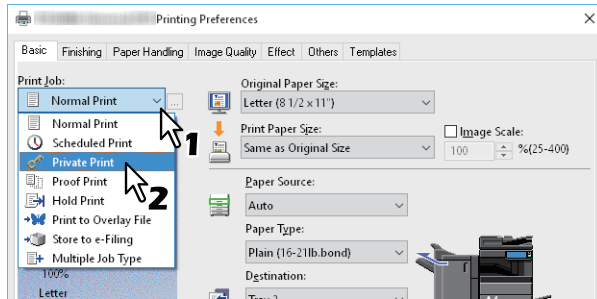 Printing Preferences
Basic Finishing Paper Handling Image Quality Effect Others Templates
Print Job:
Normal Print
...
Normal Print
Scheduled Print
Private Print
Proof Print
Hold Print
Print to Overlay File
Store to e-Filing
Multiple Job Type
100%
Letter
1
2
Original Paper Size:
Letter (8 1/2 x 11")
Print Paper Size:
Same as Original Size
Image Scale:
100 %(25-400)
Paper Source:
Auto
Paper Type:
Plain (16-21lb.bond)
Destination: